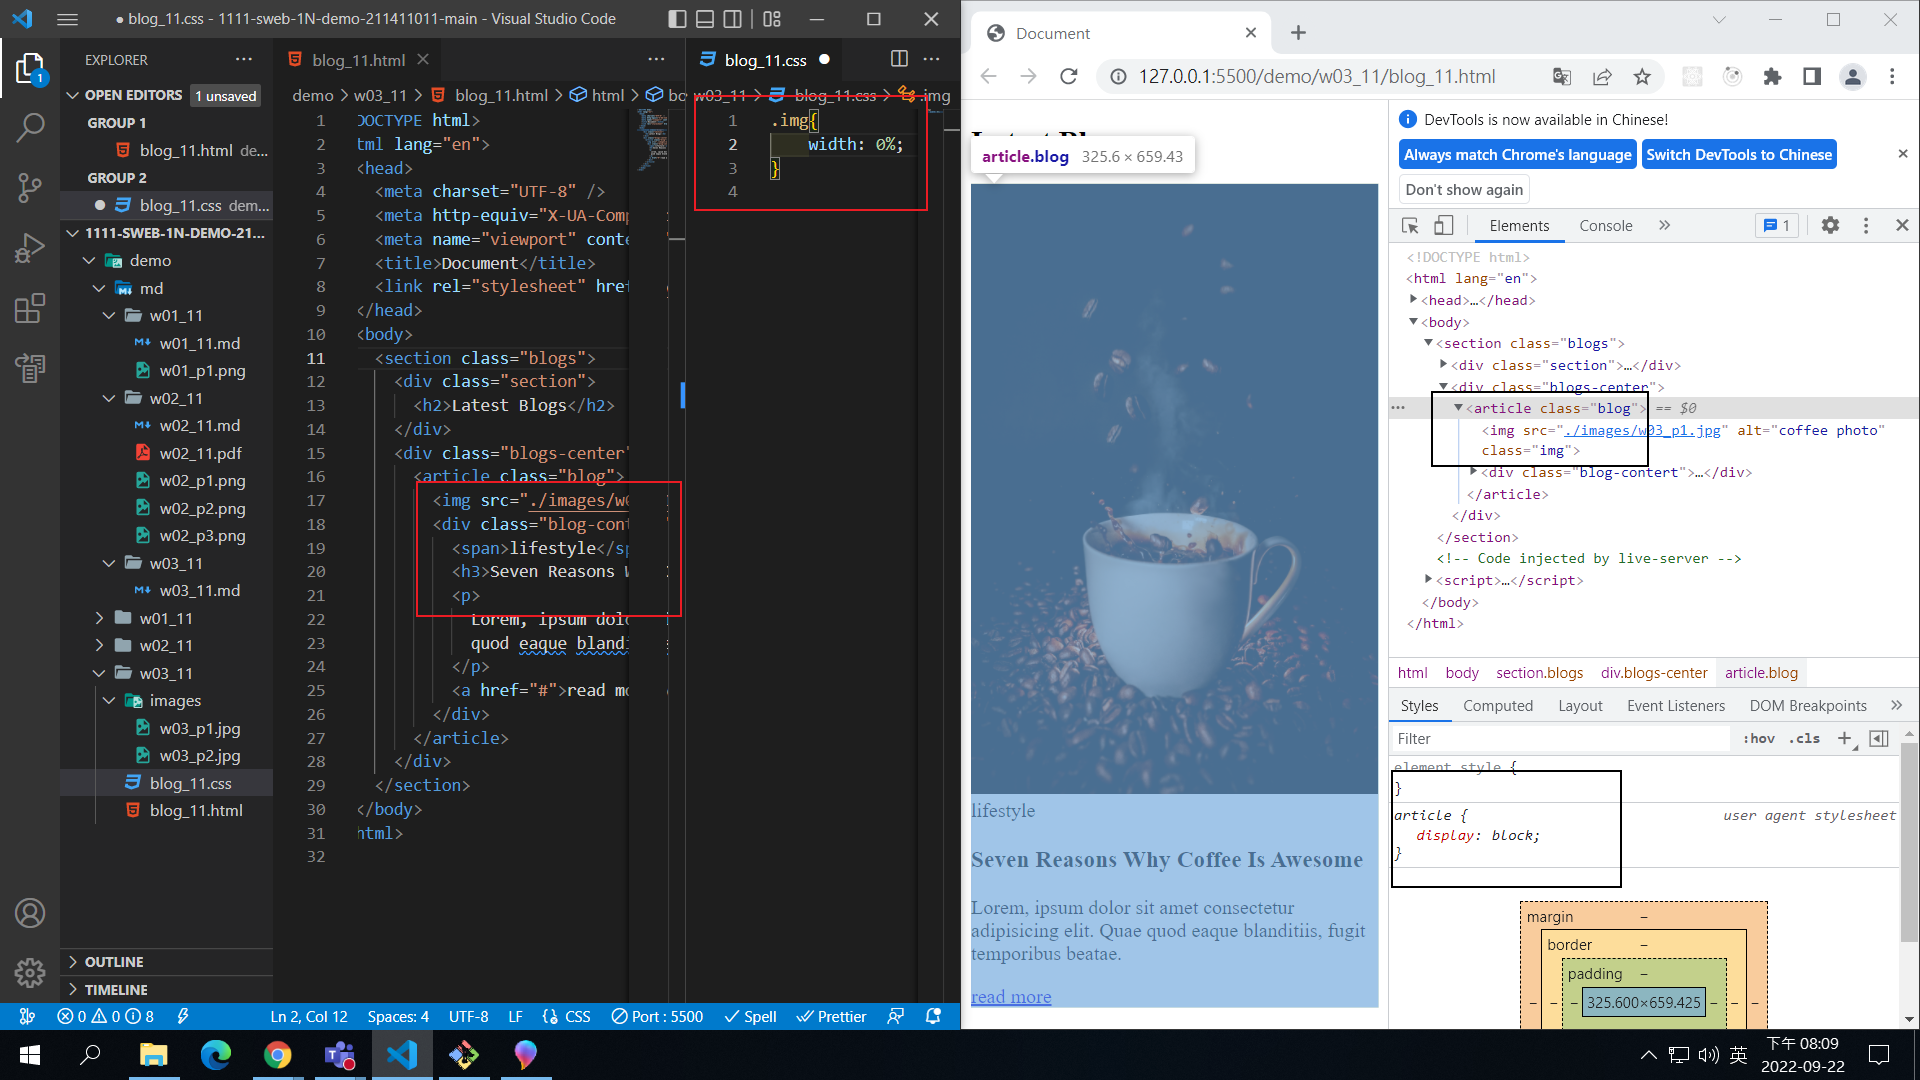 ● blog_11.css - 1111-sweb-1N-demo-211411011-main - Visual Studio Code
EXPLORER
OPEN EDITORS
1 unsaved
GROUP 1
blog_11.html de...
GROUP 2
blog_11.css dem...
1111-SWEB-1N-DEMO-21...
demo
md
w01_11
w01_11.md
w01_p1.png
w02_11
w02_11.md
w02_11.pdf
w02_p1.png
w02_p2.png
w02_p3.png
w03_11
w03_11.md
w01_11
w02_11
w03_11
images
w03_p1.jpg
w03_p2.jpg
blog_11.css
blog_11.html
OUTLINE
TIMELINE
1
blog_11.html
demo > w03_11 > blog_11.html > html > bo
1 DOCTYPE html>
2 tml lang="en">
3 <head>
4 <meta charset="UTF-8" />
5 <meta http-equiv="X-UA-Comp
6 <meta name="viewport" conte
7 <title>Document</title>
8 <link rel="stylesheet" href
9 </head>
10 <body>
11 <section class="blogs">
12 <div class="section">
13 <h2>Latest Blogs</h2>
14 </div>
15 <div class="blogs-center"
16 <article class="blog">
17 <img src="./images/w0
18 <div class="blog-cont
19 <span>lifestyle</sp
20 <h3>Seven Reasons W
21 <p>
22 Lorem, ipsum dolo
23 quod eaque blandi
24 </p>
25 <a href="#">read mo
26 </div>
27 </article>
28 </div>
29 </section>
30 </body>
31 html>
32
blog_11.css
w03_11 > blog_11.css > .img
1 .img{
2 width: 0%;
3 }
4
0 0 8
Ln 2, Col 12
Spaces: 4
UTF-8
LF
CSS
Port : 5500
Spell
Prettier
Document
127.0.0.1:5500/demo/w03_11/blog_11.html
article.blog 325.6 × 659.43
lifestyle
Seven Reasons Why Coffee Is Awesome
Lorem, ipsum dolor sit amet consectetur
adipisicing elit. Quae quod eaque blanditiis, fugit
temporibus beatae.
read more
DevTools is now available in Chinese!
Always match Chrome's language
Switch DevTools to Chinese
Don't show again
Elements
Console
1
<!DOCTYPE html>
<html lang="en">
<head>…</head>
<body>
<section class="blogs">
<div class="section">…</div>
<div class="blogs-center">
<article class="blog"> == $0
<img src="./images/w03_p1.jpg" alt="coffee photo"
class="img">
<div class="blog-contert">…</div>
</article>
</div>
</section>
<!-- Code injected by live-server -->
<script>…</script>
</body>
</html>
html body section.blogs div.blogs-center article.blog
Styles Computed Layout Event Listeners DOM Breakpoints
Filter
:hov .cls
element.style {
}
article { user agent stylesheet
display: block;
}
margin –
border –
padding –
– – – 325.600×659.425 – – –
英
下午 08:09
2022-09-22